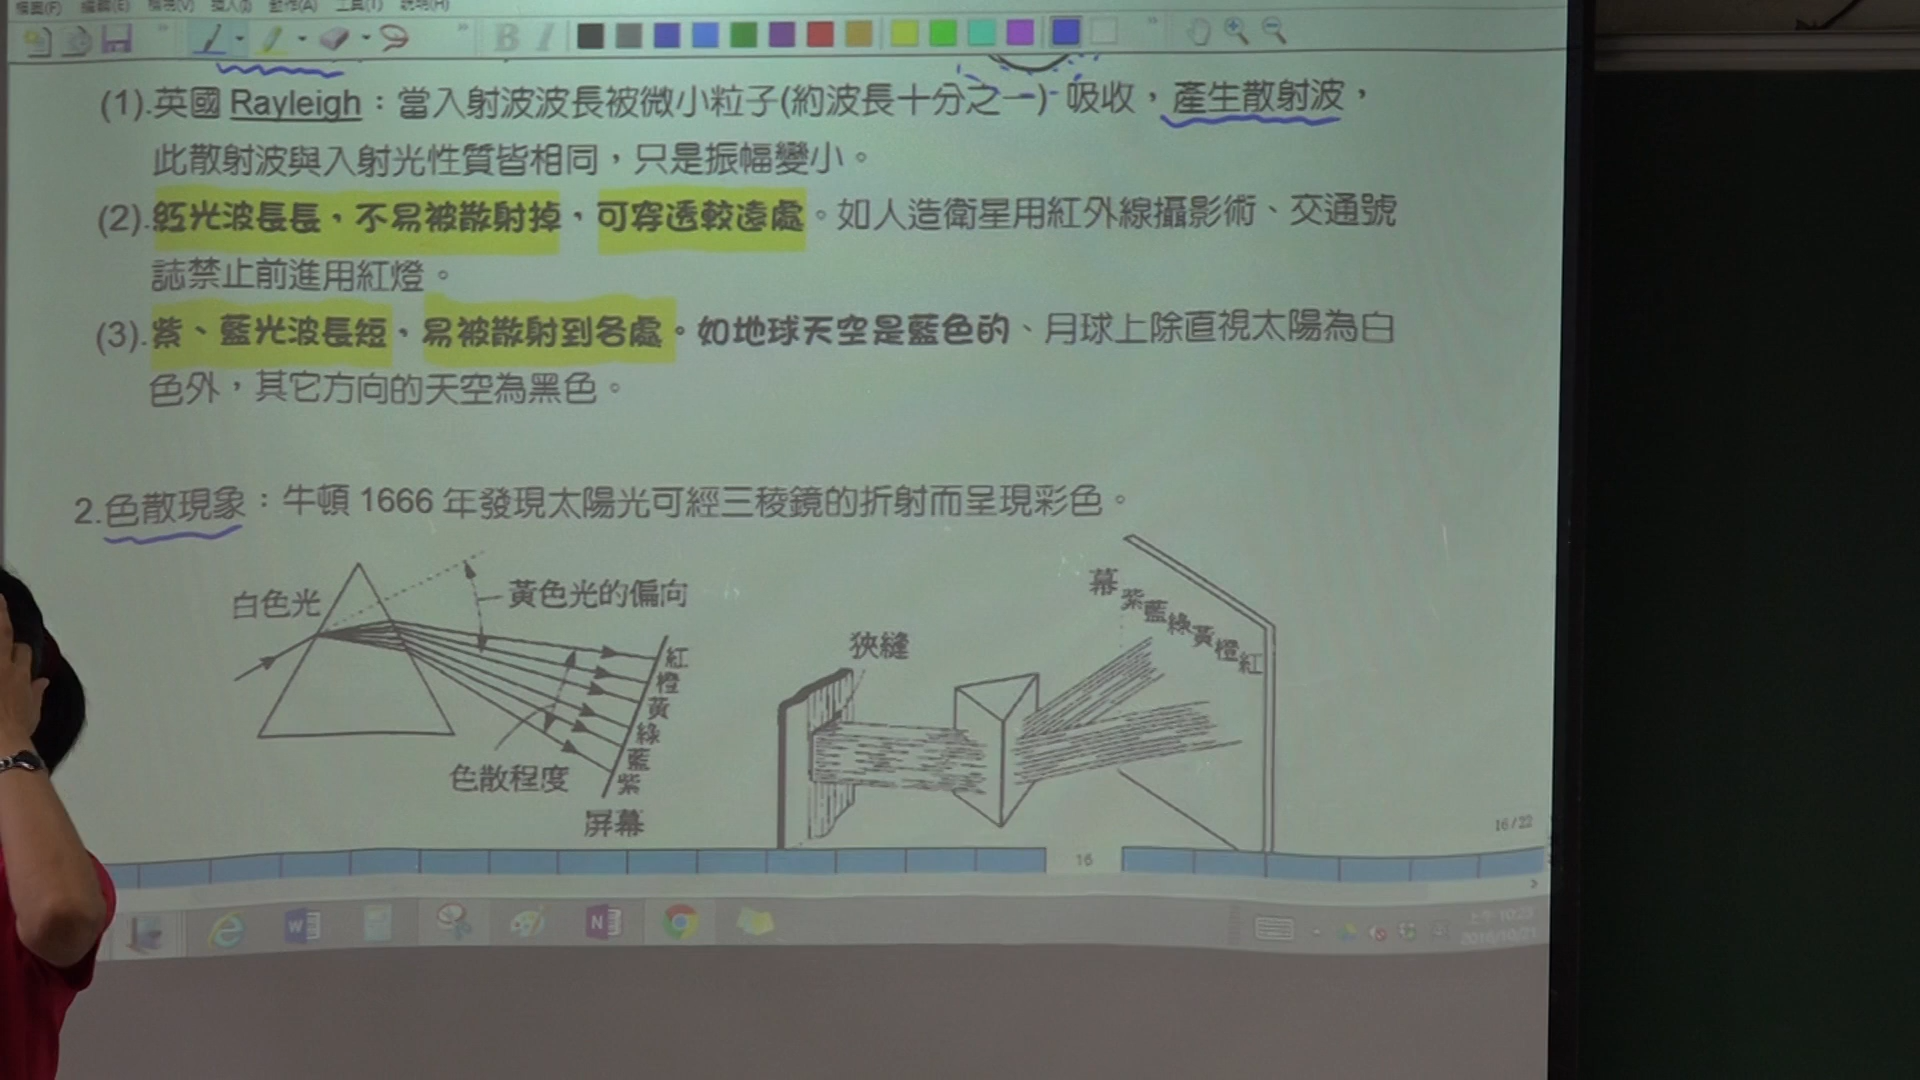 (1).英國 Rayleigh：當入射波波長被微小粒子(約波長十分之一) 吸收，產生散射波，
此散射波與入射光性質皆相同，只是振幅變小。
(2).紅光波長長，不易被散射掉，可穿透較遠處。如人造衛星用紅外線攝影術、交通號
誌禁止前進用紅燈。
(3).紫、藍光波長短，易被散射到各處。如地球天空是藍色的、月球上除直視太陽為白
色外，其它方向的天空為黑色。
2.色散現象：牛頓 1666 年發現太陽光可經三稜鏡的折射而呈現彩色。
白色光
黃色光的偏向
紅
橙
黃
綠
藍
紫
色散程度
屏幕
狹縫
幕
紫藍綠黃橙紅
16/22
16